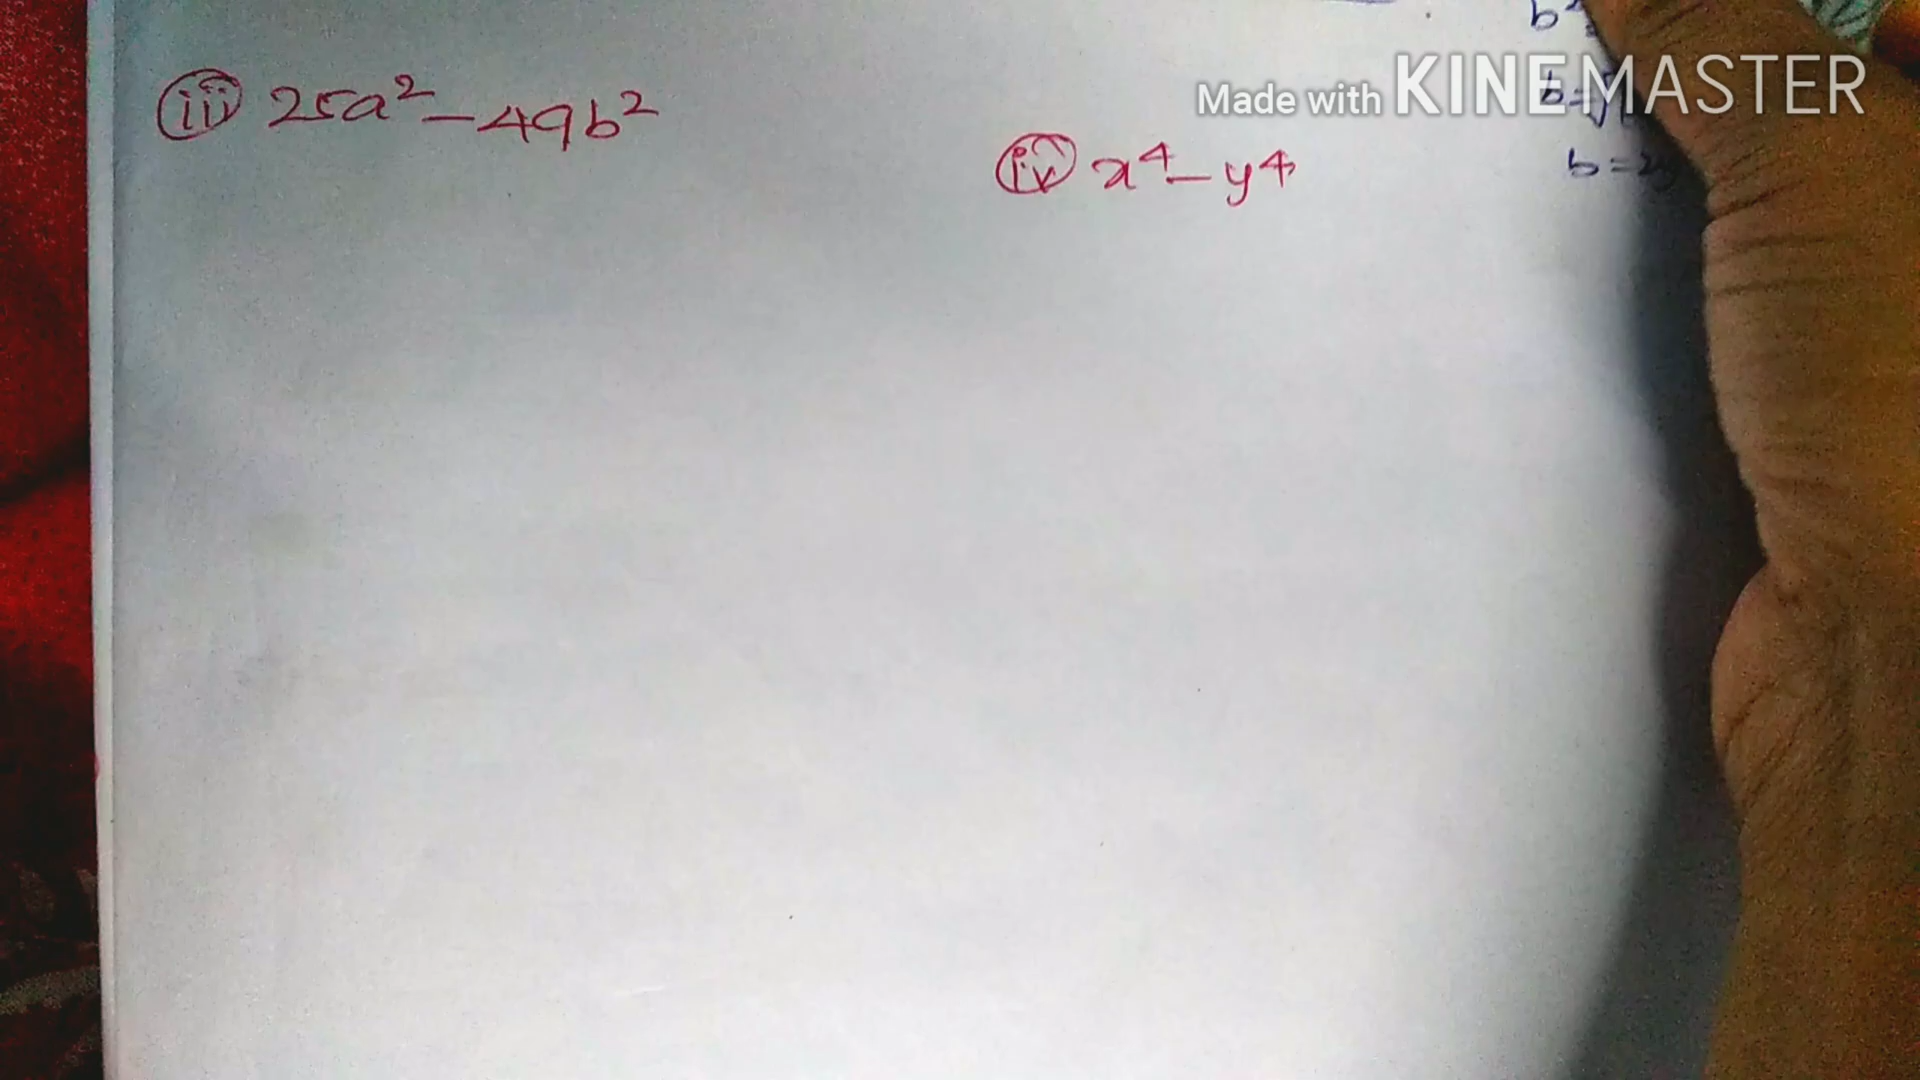 (iii) 25a² - 49b²
Made with KINEMASTER
(iv) x⁴ - y⁴